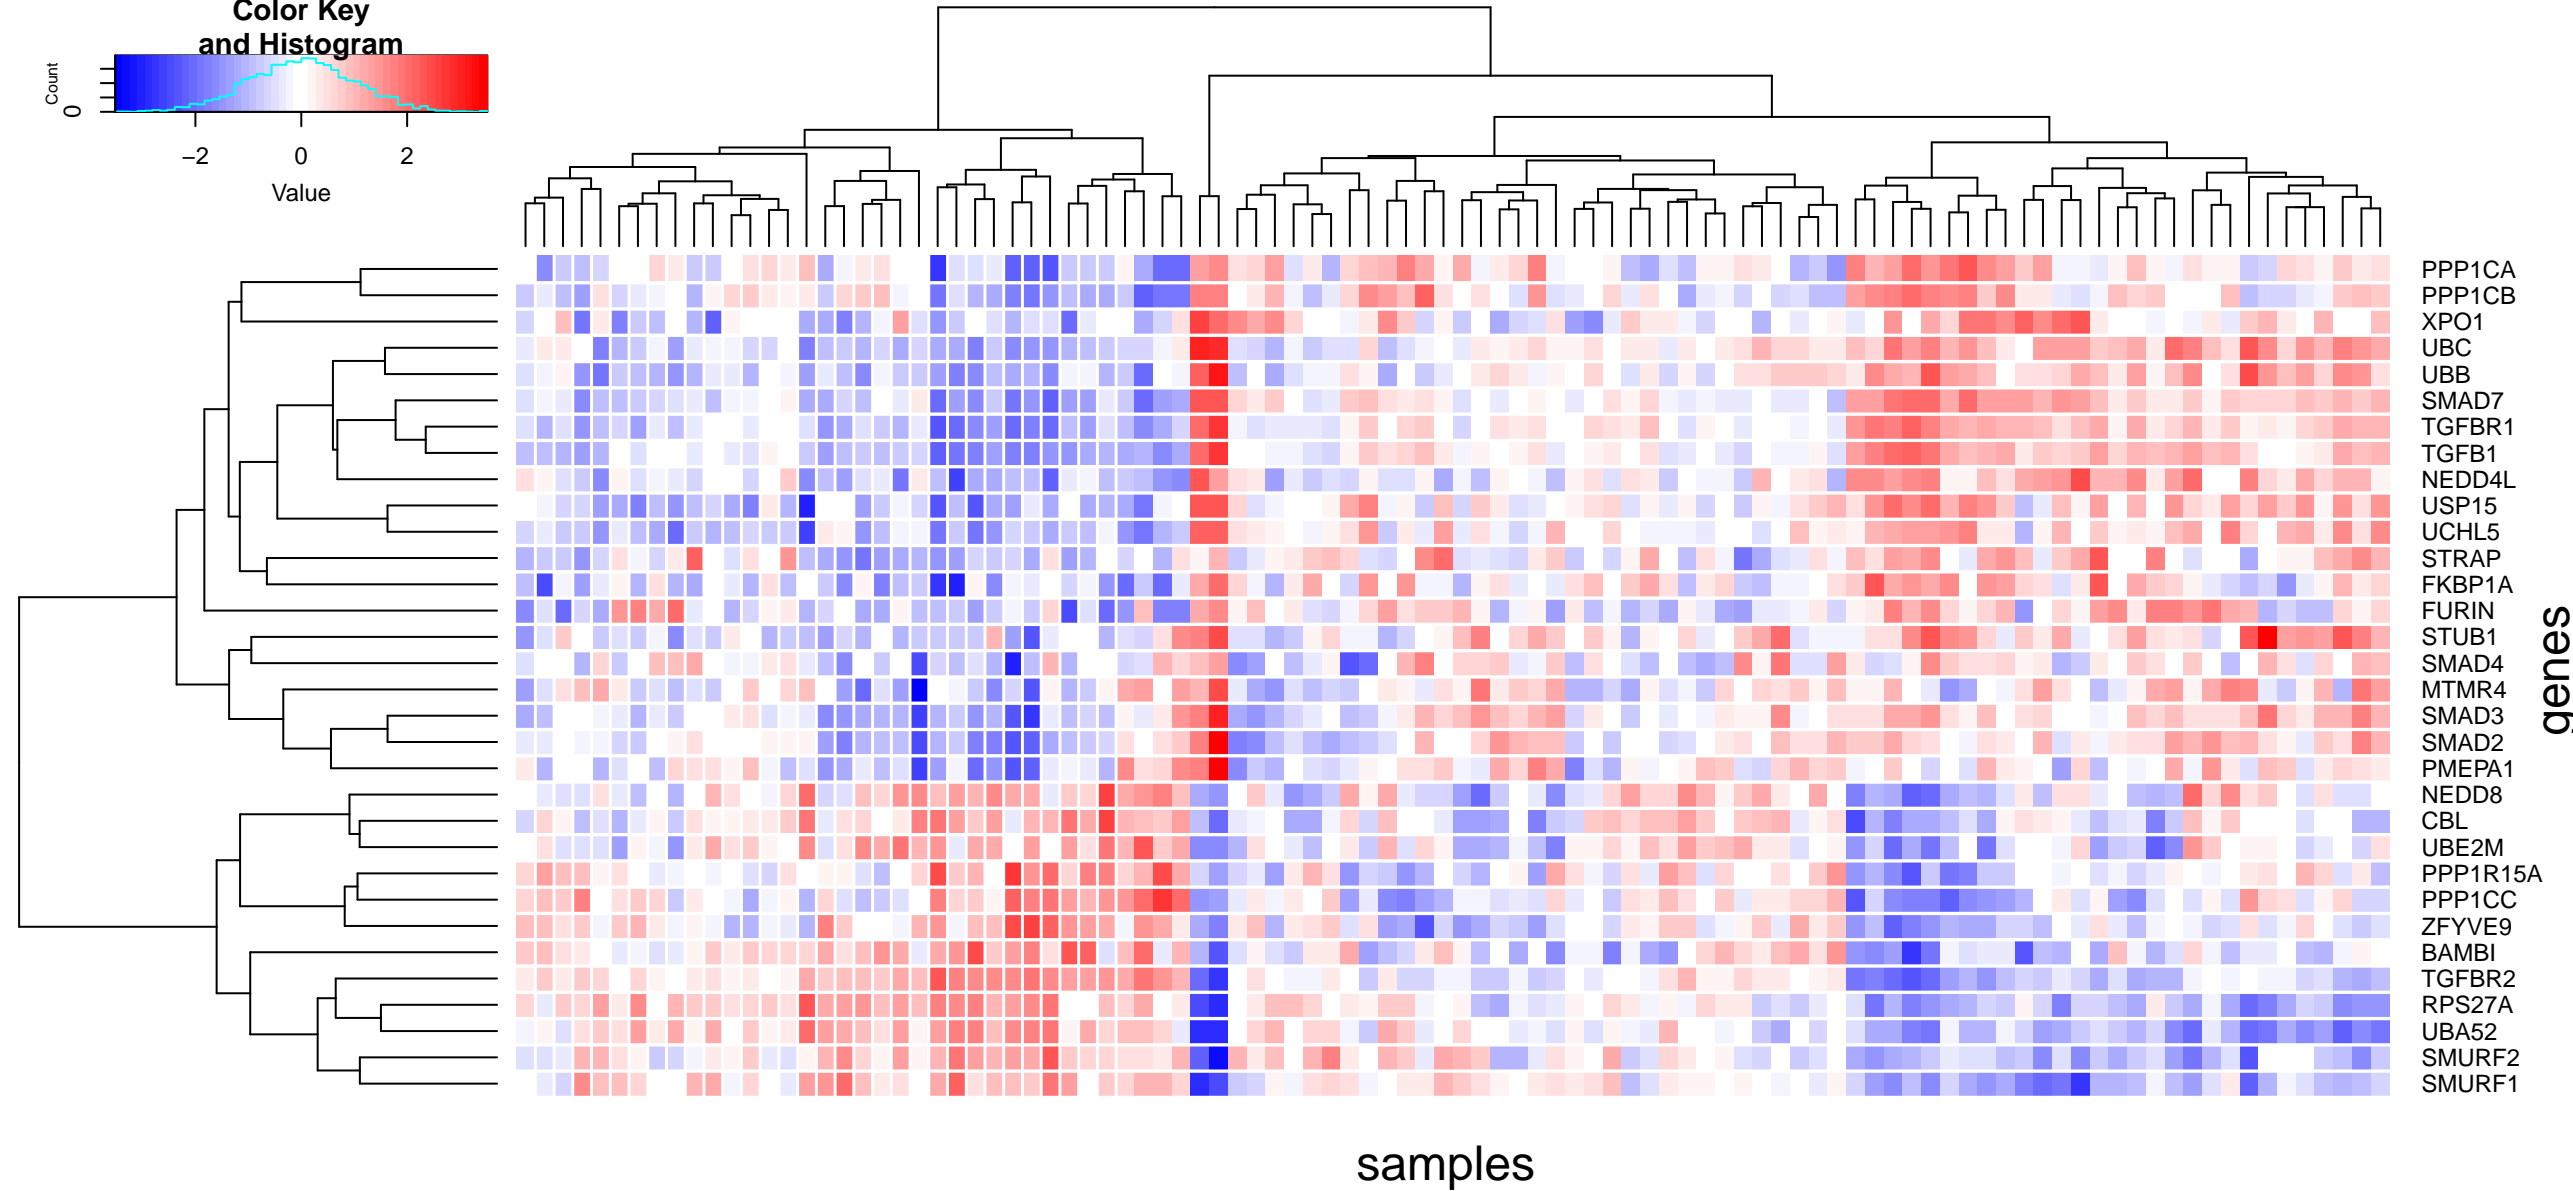 Color Key
and Histogram
Count
0
−2 0 2
Value
PPP1CA
PPP1CB
XPO1
UBC
UBB
SMAD7
TGFBR1
TGFB1
NEDD4L
USP15
UCHL5
STRAP
FKBP1A
FURIN
STUB1
SMAD4
MTMR4
SMAD3
SMAD2
PMEPA1
NEDD8
CBL
UBE2M
PPP1R15A
PPP1CC
ZFYVE9
BAMBI
TGFBR2
RPS27A
UBA52
SMURF2
SMURF1
genes
samples